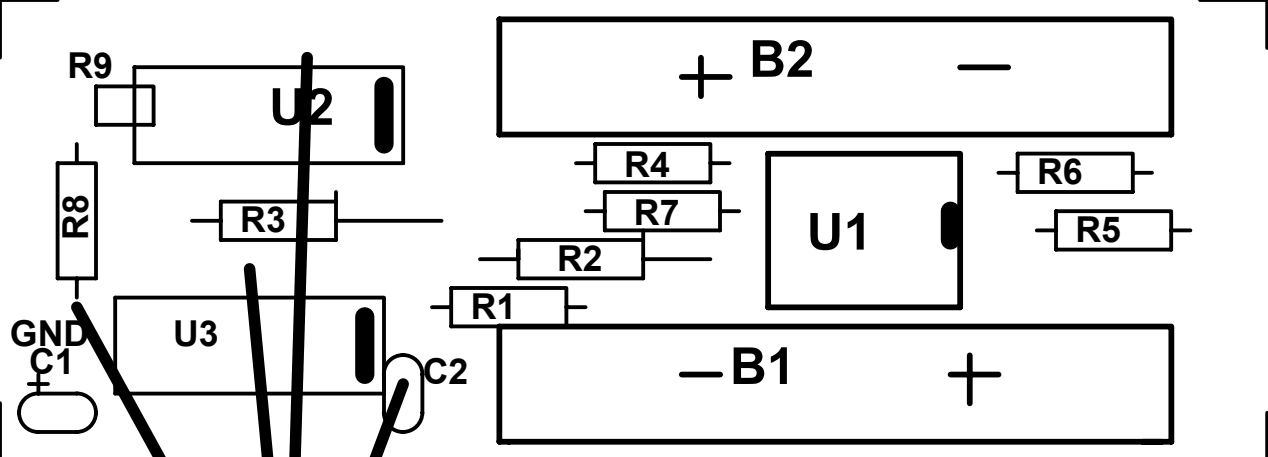 R9
U2
+ B2 −
R4
R6
R8
R3
R7
U1
R5
R2
R1
GND
U3
C1
+
C2
− B1 +